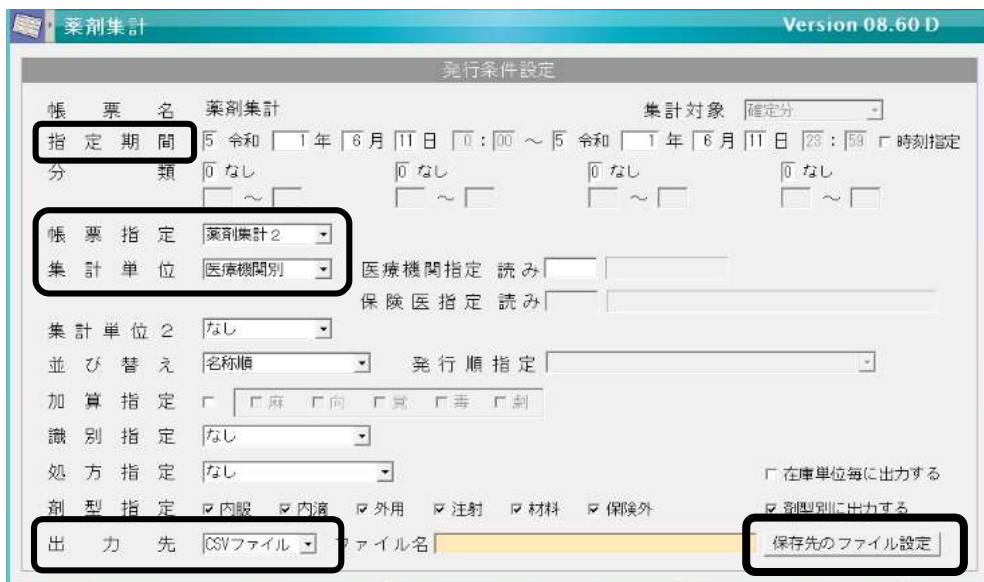 薬剤集計 Version 08.60 D
発行条件設定
帳票名 薬剤集計 集計対象 確定分
指定期間 5 令和 1 年 6 月 11 日 0 : 00 ～ 5 令和 1 年 6 月 11 日 23 : 59 時刻指定
分類 0 なし 0 なし 0 なし 0 なし
～ ～ ～ ～
帳票指定 薬剤集計2
集計単位 医療機関別 医療機関指定 読み
保険医指定 読み
集計単位2 なし
並び替え 名称順 発行順指定
加算指定 麻 向 覚 毒 劇
識別指定 なし
処方指定 なし 在庫単位毎に出力する
剤型指定 内服 内滴 外用 注射 材料 保険外 剤型別に出力する
出力先 CSVファイル ファイル名 保存先のファイル設定